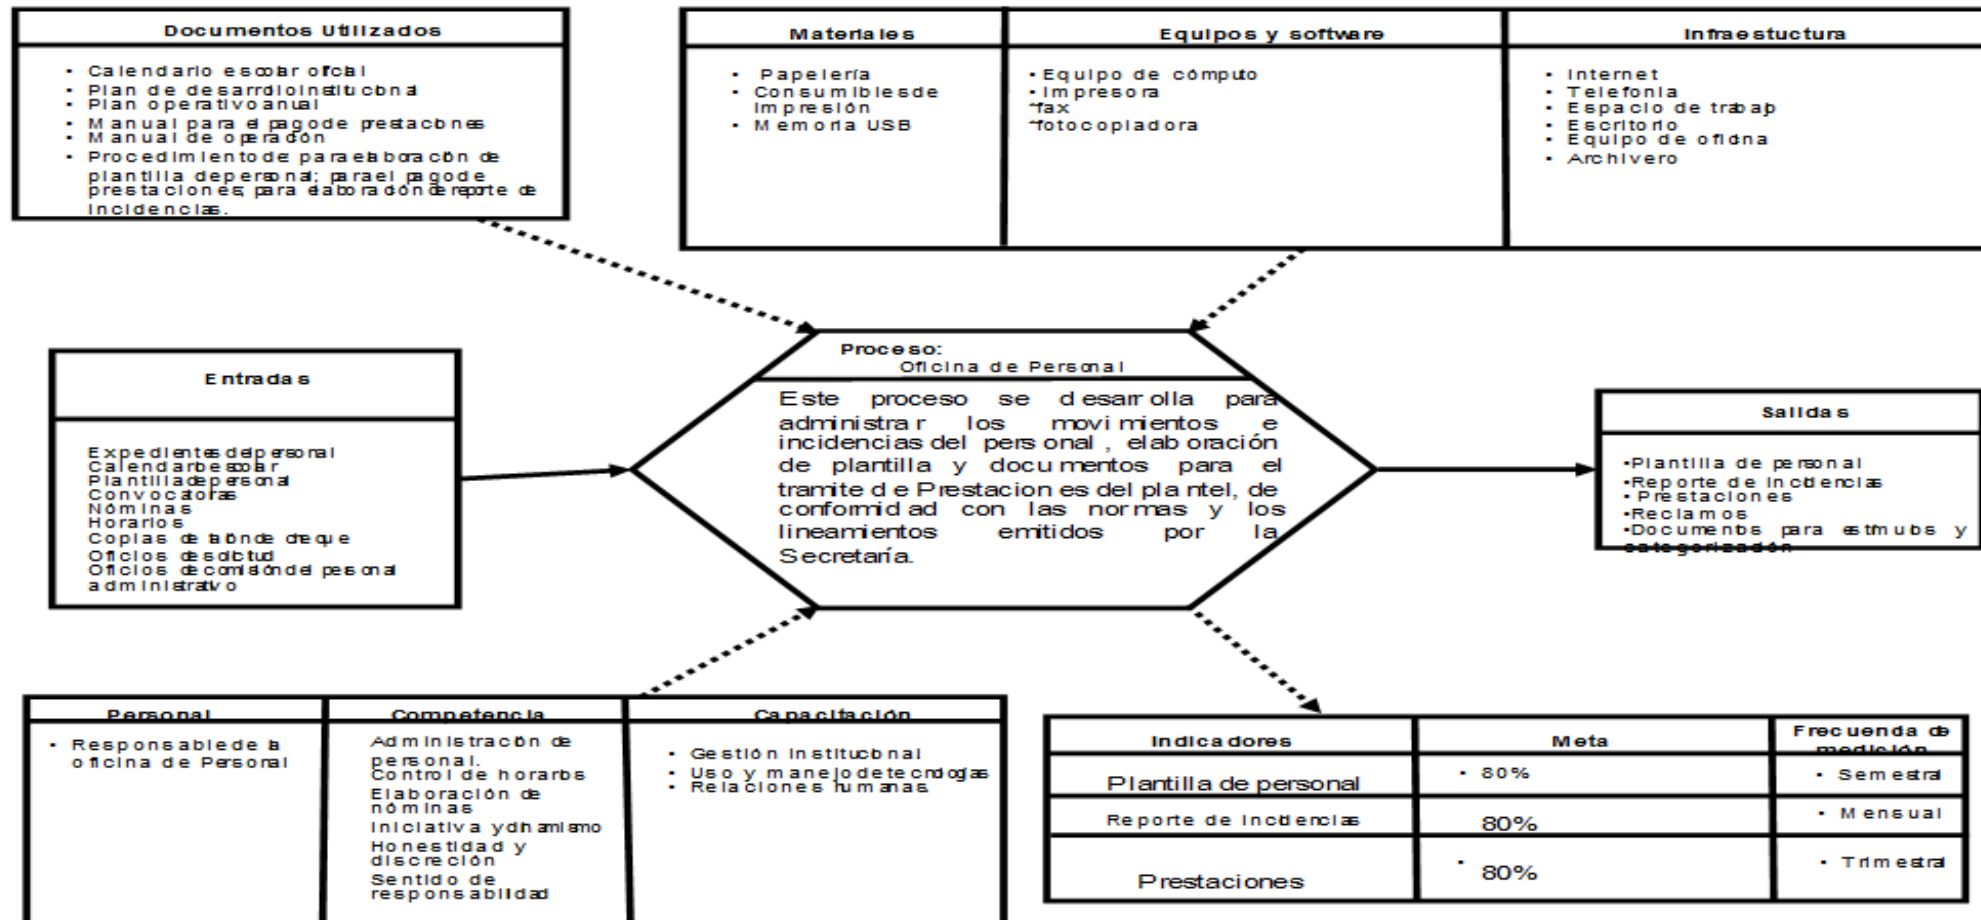 Documentos Utilizados
• Calendario escolar oficial
• Plan de desarrollo institucional
• Plan operativo anual
• Manual para el pago de prestaciones
• Manual de operación
• Procedimiento de: para elaboración de
plantilla de personal; para el pago de
prestaciones; para elaboración de reporte de
incidencias.
Materiales
• Papelería
• Consumibles de
impresión
• Memoria USB
Equipos y software
• Equipo de cómputo
• Impresora
*fax
*fotocopiadora
Infraestuctura
• Internet
• Telefonía
• Espacio de trabajo
• Escritorio
• Equipo de oficina
• Archivero
Entradas
Expedientes del personal
Calendario escolar
Plantilla de personal
Convocatorias
Nóminas
Horarios
Copias de talón de cheque
Oficios de solicitud
Oficios de comisión del personal
administrativo
Proceso:
Oficina de Personal
Este proceso se desarrolla para
administrar los movimientos e
incidencias del personal, elaboración
de plantilla y documentos para el
tramite de Prestaciones del plantel, de
conformidad con las normas y los
lineamientos emitidos por la
Secretaría.
Salidas
•Plantilla de personal
•Reporte de incidencias
•Prestaciones
•Reclamos
•Documentos para estímulos y
categorización
Personal
• Responsable de la
oficina de Personal
Competencia
Administración de
personal.
Control de horarios
Elaboración de
nóminas
Iniciativa y dinamismo
Honestidad y
discreción
Sentido de
responsabilidad
Capacitación
• Gestión institucional
• Uso y manejo de tecnologías
• Relaciones humanas.
Indicadores
Meta
Frecuencia de
medición
Plantilla de personal
• 80%
• Semestral
Reporte de incidencias
80%
• Mensual
Prestaciones
• 80%
• Trimestral